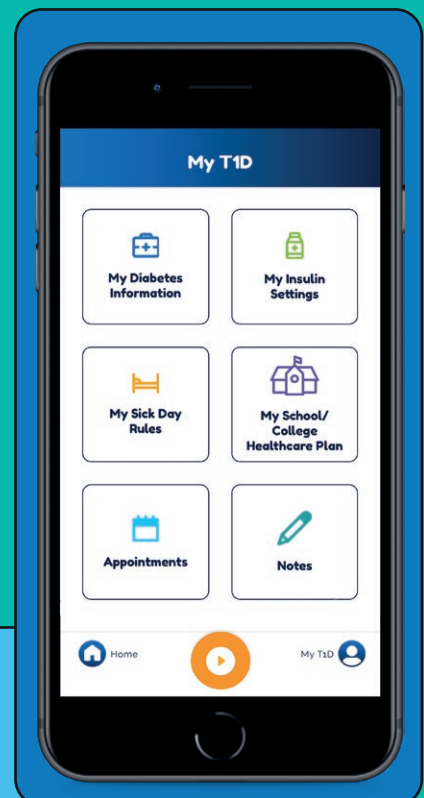 My T1D
My Diabetes
Information
My Insulin
Settings
My Sick Day
Rules
My School/
College
Healthcare Plan
Appointments
Notes
Home
My T1D